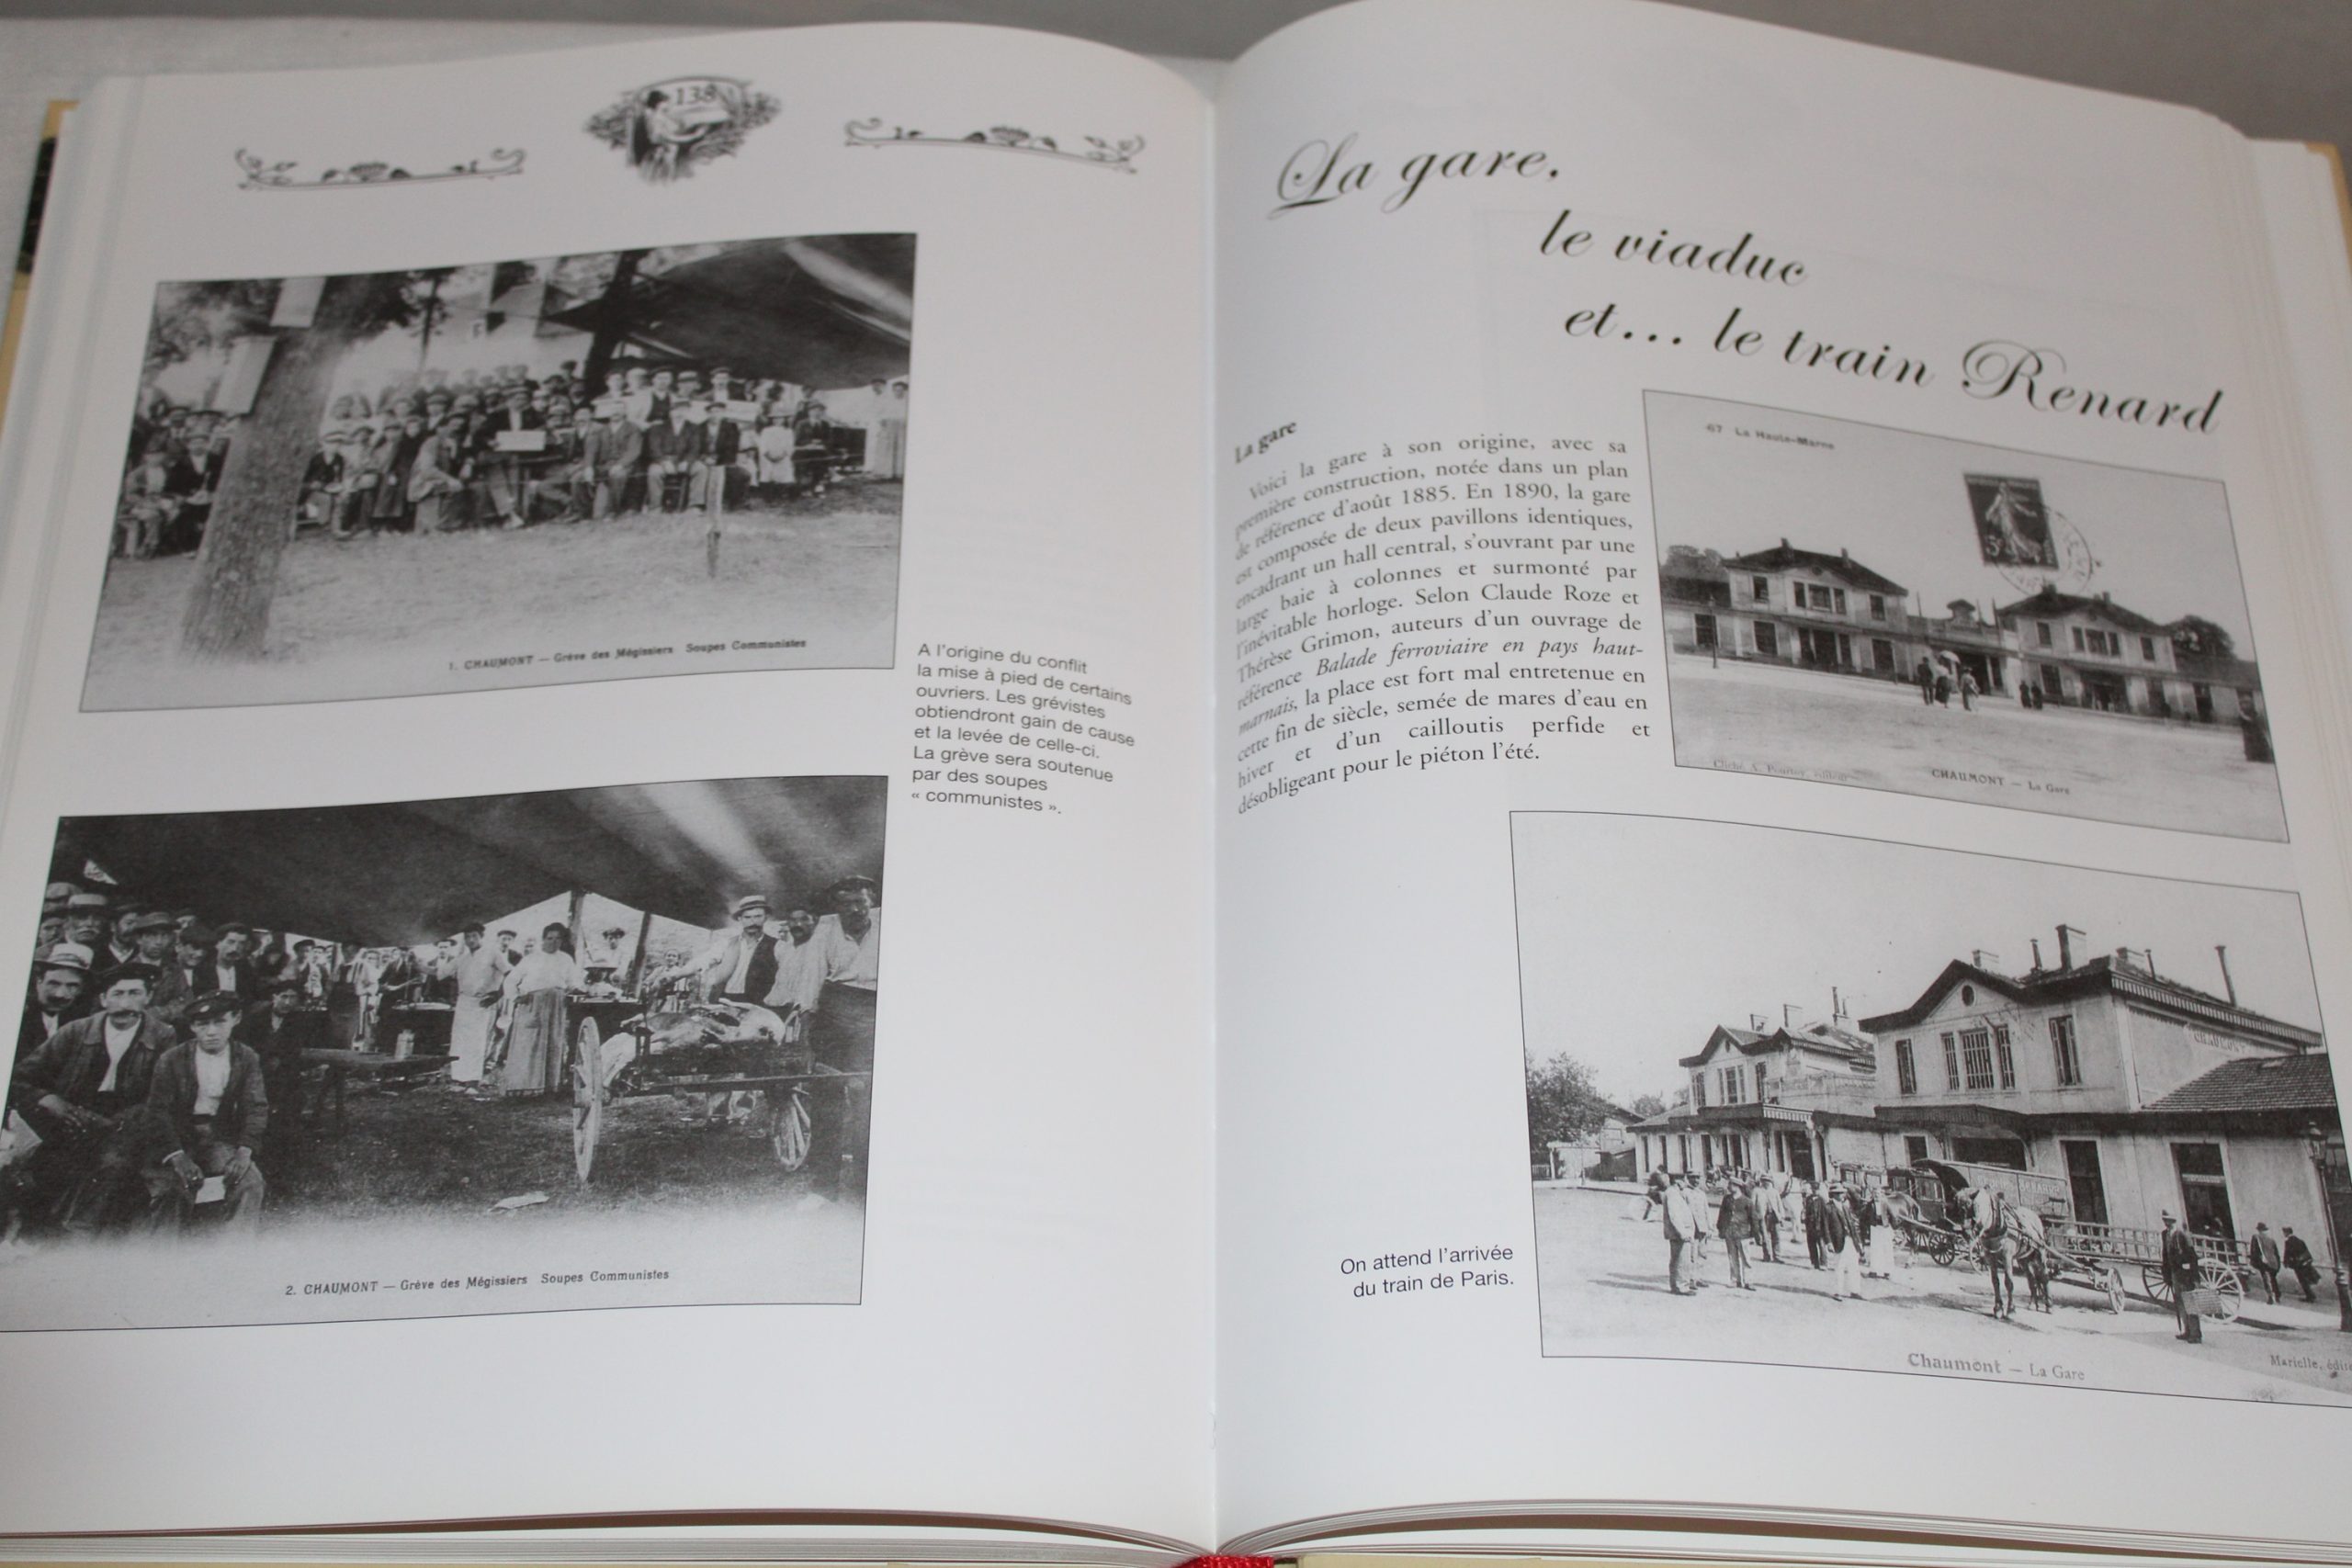 138
1. CHAUMONT — Grève des Mégissiers Soupes Communistes
A l'origine du conflit
la mise à pied de certains
ouvriers. Les grévistes
obtiendront gain de cause
et la levée de celle-ci.
La grève sera soutenue
par des soupes
« communistes ».
2. CHAUMONT — Grève des Mégissiers Soupes Communistes
La gare,
le viaduc
et... le train Renard
La gare
Voici la gare à son origine, avec sa
première construction, notée dans un plan
de référence d'août 1885. En 1890, la gare
est composée de deux pavillons identiques,
encadrant un hall central, s'ouvrant par une
large baie à colonnes et surmonté par
l'inévitable horloge. Selon Claude Roze et
Thérèse Grimon, auteurs d'un ouvrage de
référence Balade ferroviaire en pays haut-
marnais, la place est fort mal entretenue en
cette fin de siècle, semée de mares d'eau en
hiver et d'un cailloutis perfide et
désobligeant pour le piéton l'été.
67 La Haute-Marne
CHAUMONT — La Gare
On attend l'arrivée
du train de Paris.
CHAUMONT
Chaumont — La Gare
Marielle,